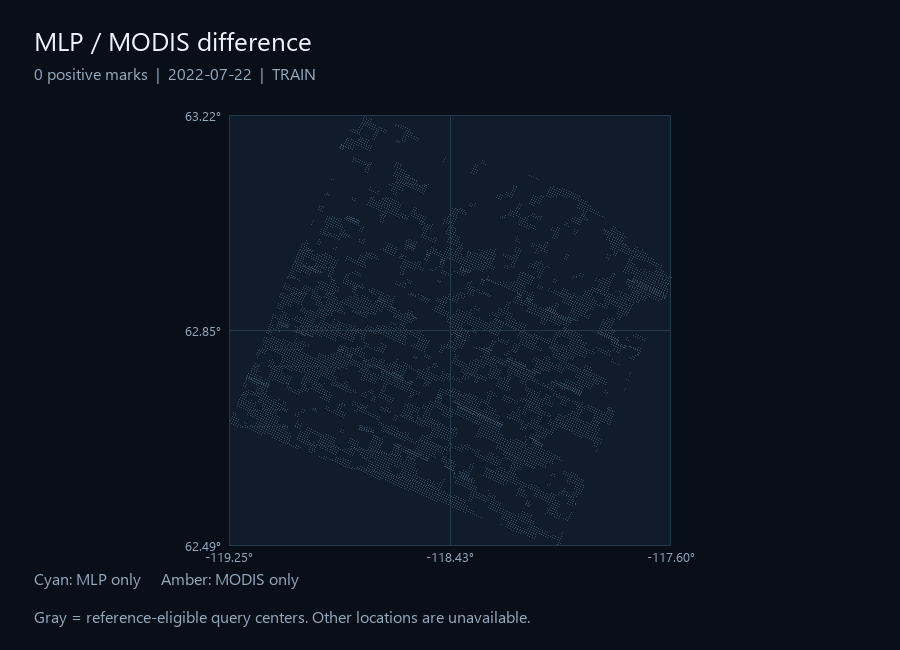 MLP / MODIS difference
0 positive marks | 2022-07-22 | TRAIN
63.22°
62.85°
62.49°
-119.25° -118.43° -117.60°
Cyan: MLP only Amber: MODIS only
Gray = reference-eligible query centers. Other locations are unavailable.